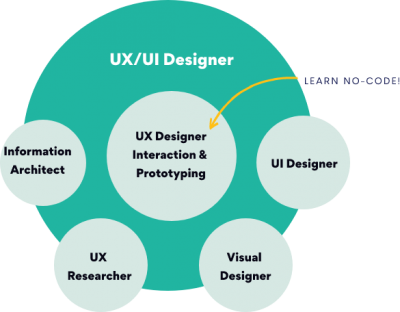 UX/UI Designer
LEARN NO-CODE!
UX Designer
Interaction &
Prototyping
Information
Architect
UI Designer
UX
Researcher
Visual
Designer